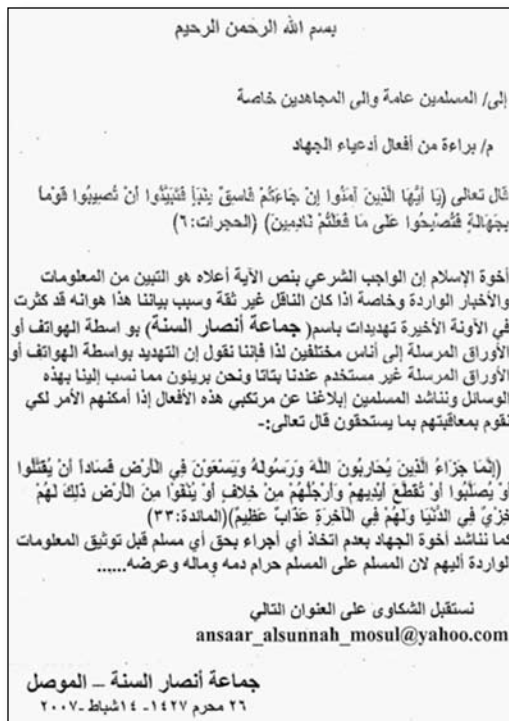 بسم الله الرحمن الرحيم
إلى/ المسلمين عامة والى المجاهدين خاصة
م/ براءة من أفعال أدعياء الجهاد
قال تعالى (يَا أَيُّهَا الَّذِينَ آمَنُوا إِنْ جَاءَكُمْ فَاسِقٌ بِنَبَإٍ فَتَبَيَّنُوا أَنْ تُصِيبُوا قَوْماً
بِجَهَالَةٍ فَتُصْبِحُوا عَلَى مَا فَعَلْتُمْ نَادِمِينَ) (الحجرات:٦)
أخوة الإسلام إن الواجب الشرعي بنص الآية أعلاه هو التبين من المعلومات
والأخبار الواردة وخاصة اذا كان الناقل غير ثقة وسبب بياننا هذا هوانه قد كثرت
في الآونة الأخيرة تهديدات باسم( جماعة أنصار السنة) بو اسطة الهواتف أو
الأوراق المرسلة إلى أناس مختلفين لذا فإننا نقول إن التهديد بواسطة الهواتف أو
الأوراق المرسلة غير مستخدم عندنا بتاتا ونحن بريئون مما نسب إلينا بهذه
الوسائل ونناشد المسلمين إبلاغنا عن مرتكبي هذه الأفعال إذا أمكنهم الأمر لكي
نقوم بمعاقبتهم بما يستحقون قال تعالى:-
(إِنَّمَا جَزَاءُ الَّذِينَ يُحَارِبُونَ اللَّهَ وَرَسُولَهُ وَيَسْعَوْنَ فِي الْأَرْضِ فَسَاداً أَنْ يُقَتَّلُوا
أَوْ يُصَلَّبُوا أَوْ تُقَطَّعَ أَيْدِيهِمْ وَأَرْجُلُهُمْ مِنْ خِلَافٍ أَوْ يُنْفَوْا مِنَ الْأَرْضِ ذَلِكَ لَهُمْ
خِزْيٌ فِي الدُّنْيَا وَلَهُمْ فِي الْآخِرَةِ عَذَابٌ عَظِيمٌ)(المائدة:٣٣)
كما نناشد أخوة الجهاد بعدم اتخاذ أي أجراء بحق أي مسلم قبل توثيق المعلومات
الواردة أليهم لان المسلم على المسلم حرام دمه وماله وعرضه......
نستقبل الشكاوى على العنوان التالي
ansaar_alsunnah_mosul@yahoo.com
جماعة أنصار السنة – الموصل
٢٦ محرم ١٤٢٧- ١٤شباط -٢٠٠٧